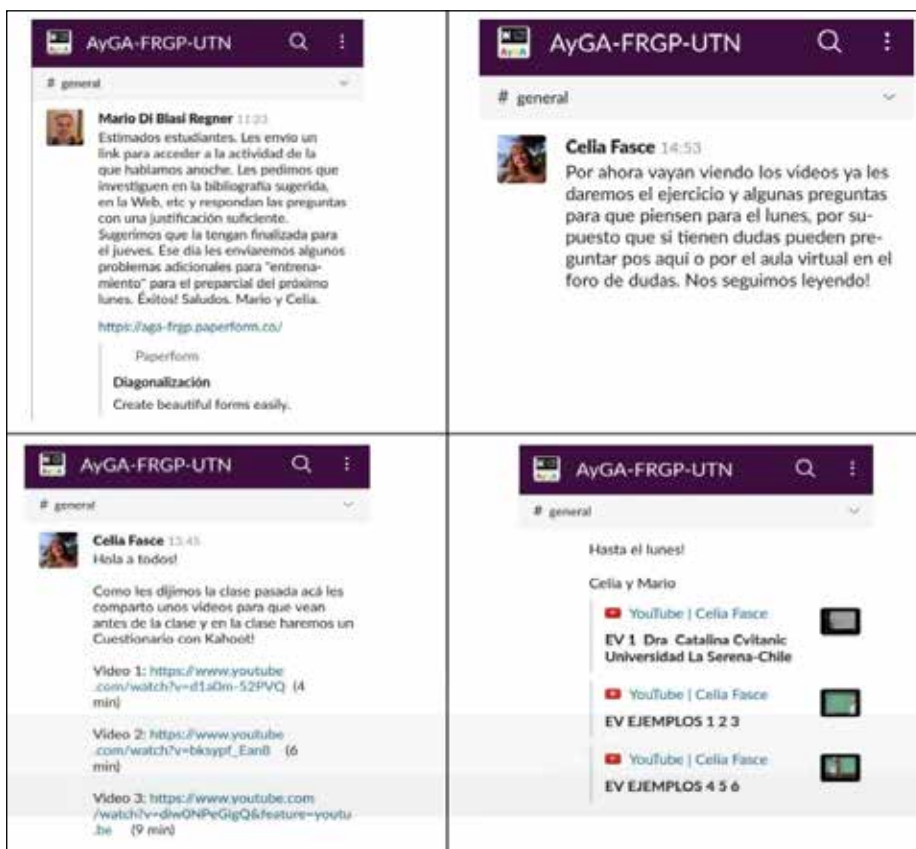 AyGA-FRGP-UTN
# general
Mario Di Blasi Regner 11:33
Estimados estudiantes. Les envío un
link para acceder a la actividad de la
que hablamos anoche. Les pedimos que
investiguen en la bibliografía sugerida,
en la Web, etc y respondan las preguntas
con una justificación suficiente.
Sugerimos que la tengan finalizada para
el jueves. Ese día les enviaremos algunos
problemas adicionales para "entrena-
miento" para el preparcial del próximo
lunes. Éxitos! Saludos. Mario y Celia.
https://aga-frgp.paperform.co/
Paperform
Diagonalización
Create beautiful forms easily.
AyGA-FRGP-UTN
# general
Celia Fasce 14:53
Por ahora vayan viendo los vídeos ya les
daremos el ejercicio y algunas preguntas
para que piensen para el lunes, por su-
puesto que si tienen dudas pueden pre-
guntar pos aquí o por el aula virtual en el
foro de dudas. Nos seguimos leyendo!
AyGA-FRGP-UTN
# general
Celia Fasce 13:45
Hola a todos!
Como les dijimos la clase pasada acá les
comparto unos vídeos para que vean
antes de la clase y en la clase haremos un
Cuestionario con Kahoot!
Video 1: https://www.youtube
.com/watch?v=d1a0m-52PVQ (4
min)
Video 2: https://www.youtube
.com/watch?v=bksypf_Ean8 (6
min)
Video 3: https://www.youtube.com
/watch?v=diw0NPeGIgQ&feature=youtu
.be (9 min)
AyGA-FRGP-UTN
# general
Hasta el lunes!
Celia y Mario
YouTube | Celia Fasce
EV 1 Dra Catalina Cvitanic
Universidad La Serena-Chile
YouTube | Celia Fasce
EV EJEMPLOS 1 2 3
YouTube | Celia Fasce
EV EJEMPLOS 4 5 6